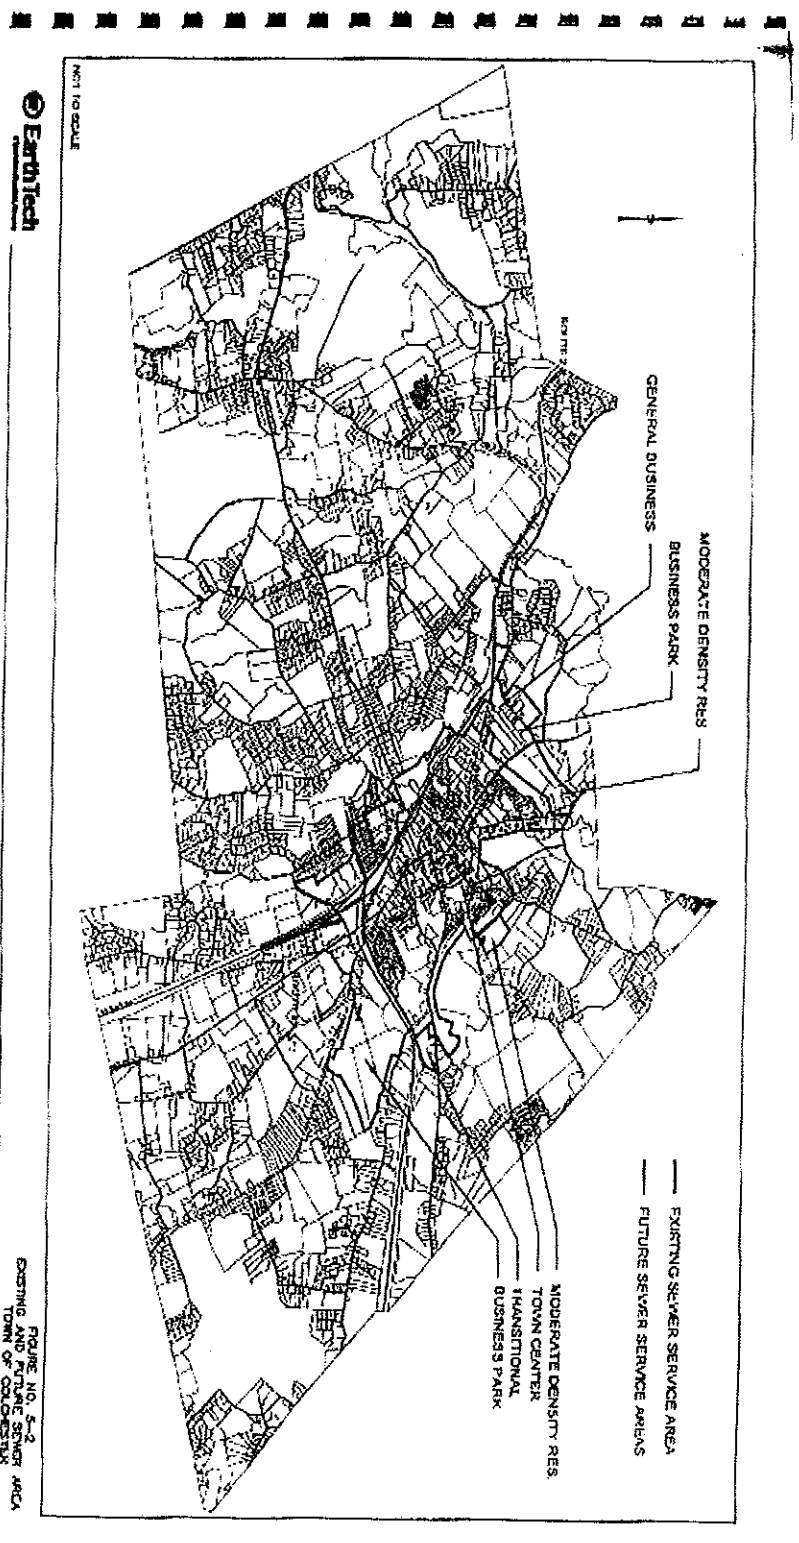 NOT TO SCALE
EarthTech
GENERAL BUSINESS
BUSINESS PARK
MODERATE DENSITY RES
EXISTING SEWER SERVICE AREA
FUTURE SEWER SERVICE AREAS
MODERATE DENSITY RES.
TOWN CENTER
TRANSITIONAL
BUSINESS PARK
FIGURE NO. 5-2
EXISTING AND FUTURE SEWER AREA
TOWN OF COLCHESTER